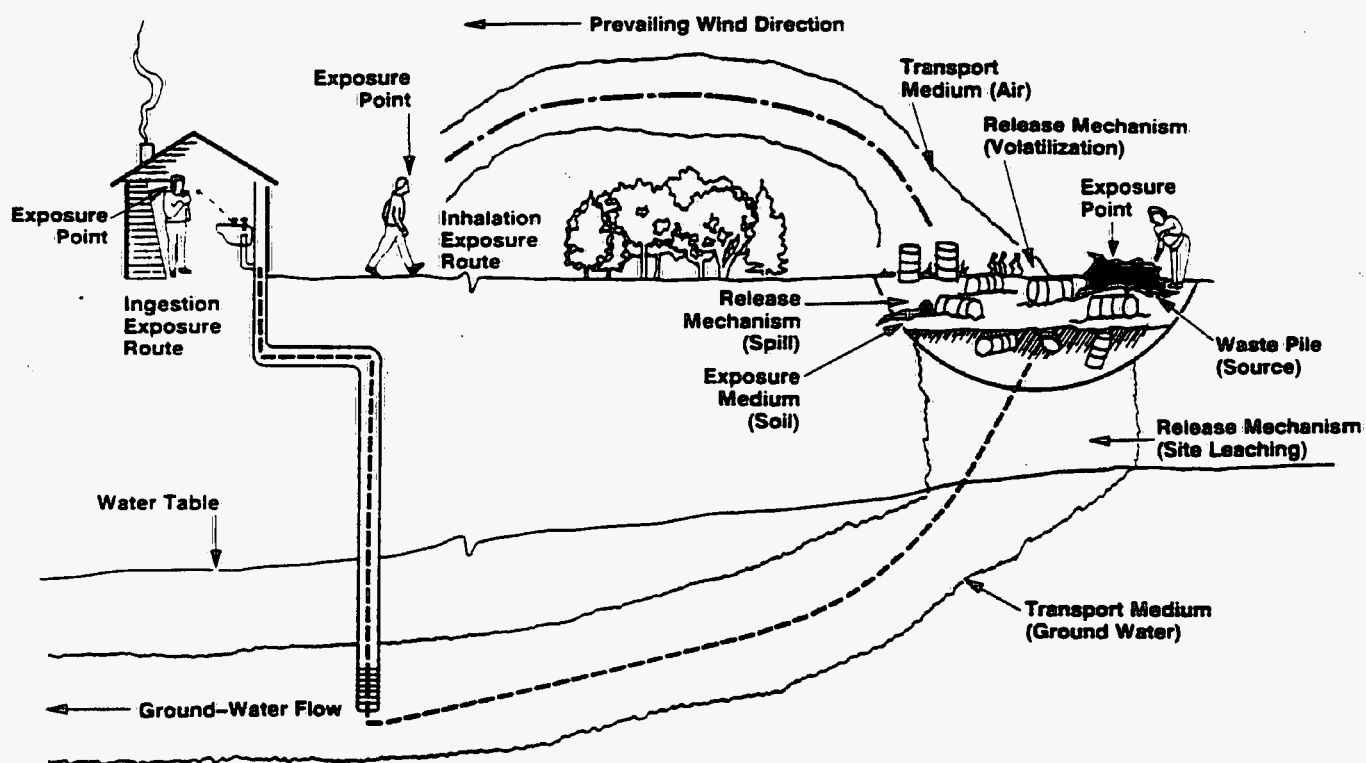 Prevailing Wind Direction
Exposure
Point
Transport
Medium (Air)
Release Mechanism
(Volatilization)
Exposure
Point
Exposure
Point
Inhalation
Exposure
Route
Ingestion
Exposure
Route
Release
Mechanism
(Spill)
Waste Pile
(Source)
Exposure
Medium
(Soil)
Release Mechanism
(Site Leaching)
Water Table
Transport Medium
(Ground Water)
Ground-Water Flow